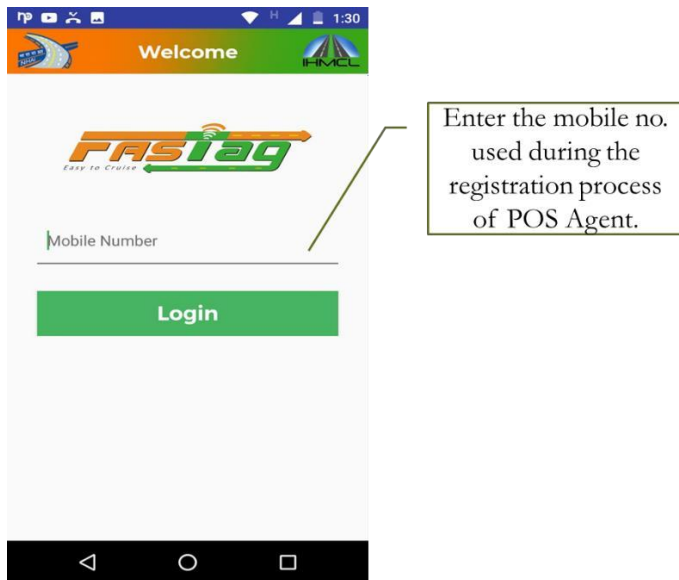 H 1:30
Welcome
NHAI
IHMCL
FASTag
Easy to Cruise
Mobile Number
Login
Enter the mobile no.
used during the
registration process
of POS Agent.